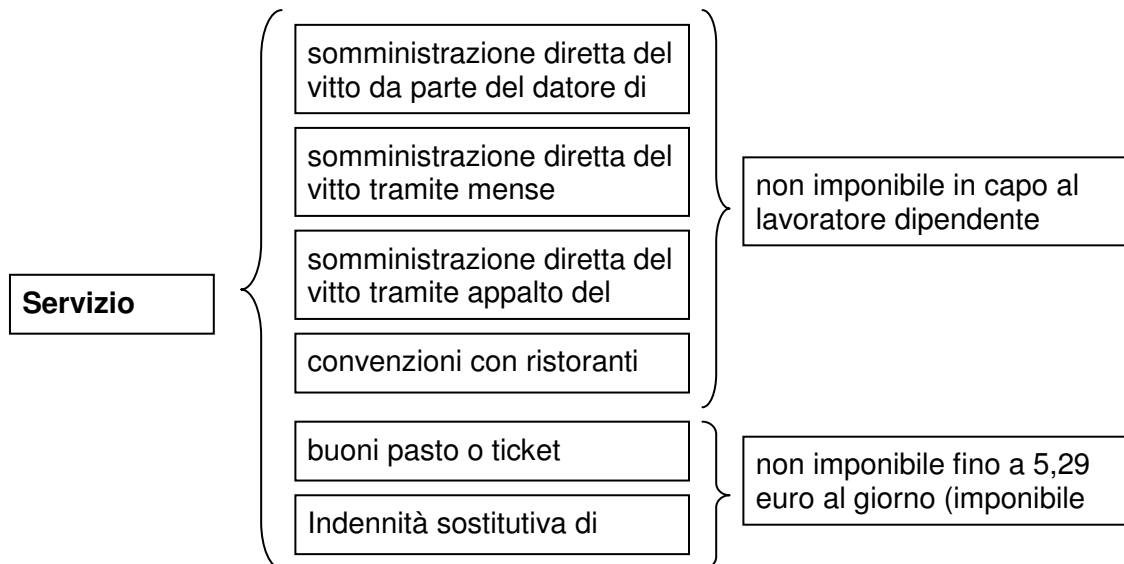 somministrazione diretta del
vitto da parte del datore di
somministrazione diretta del
vitto tramite mense
non imponibile in capo al
lavoratore dipendente
somministrazione diretta del
vitto tramite appalto del
Servizio
convenzioni con ristoranti
buoni pasto o ticket
non imponibile fino a 5,29
euro al giorno (imponibile
Indennità sostitutiva di